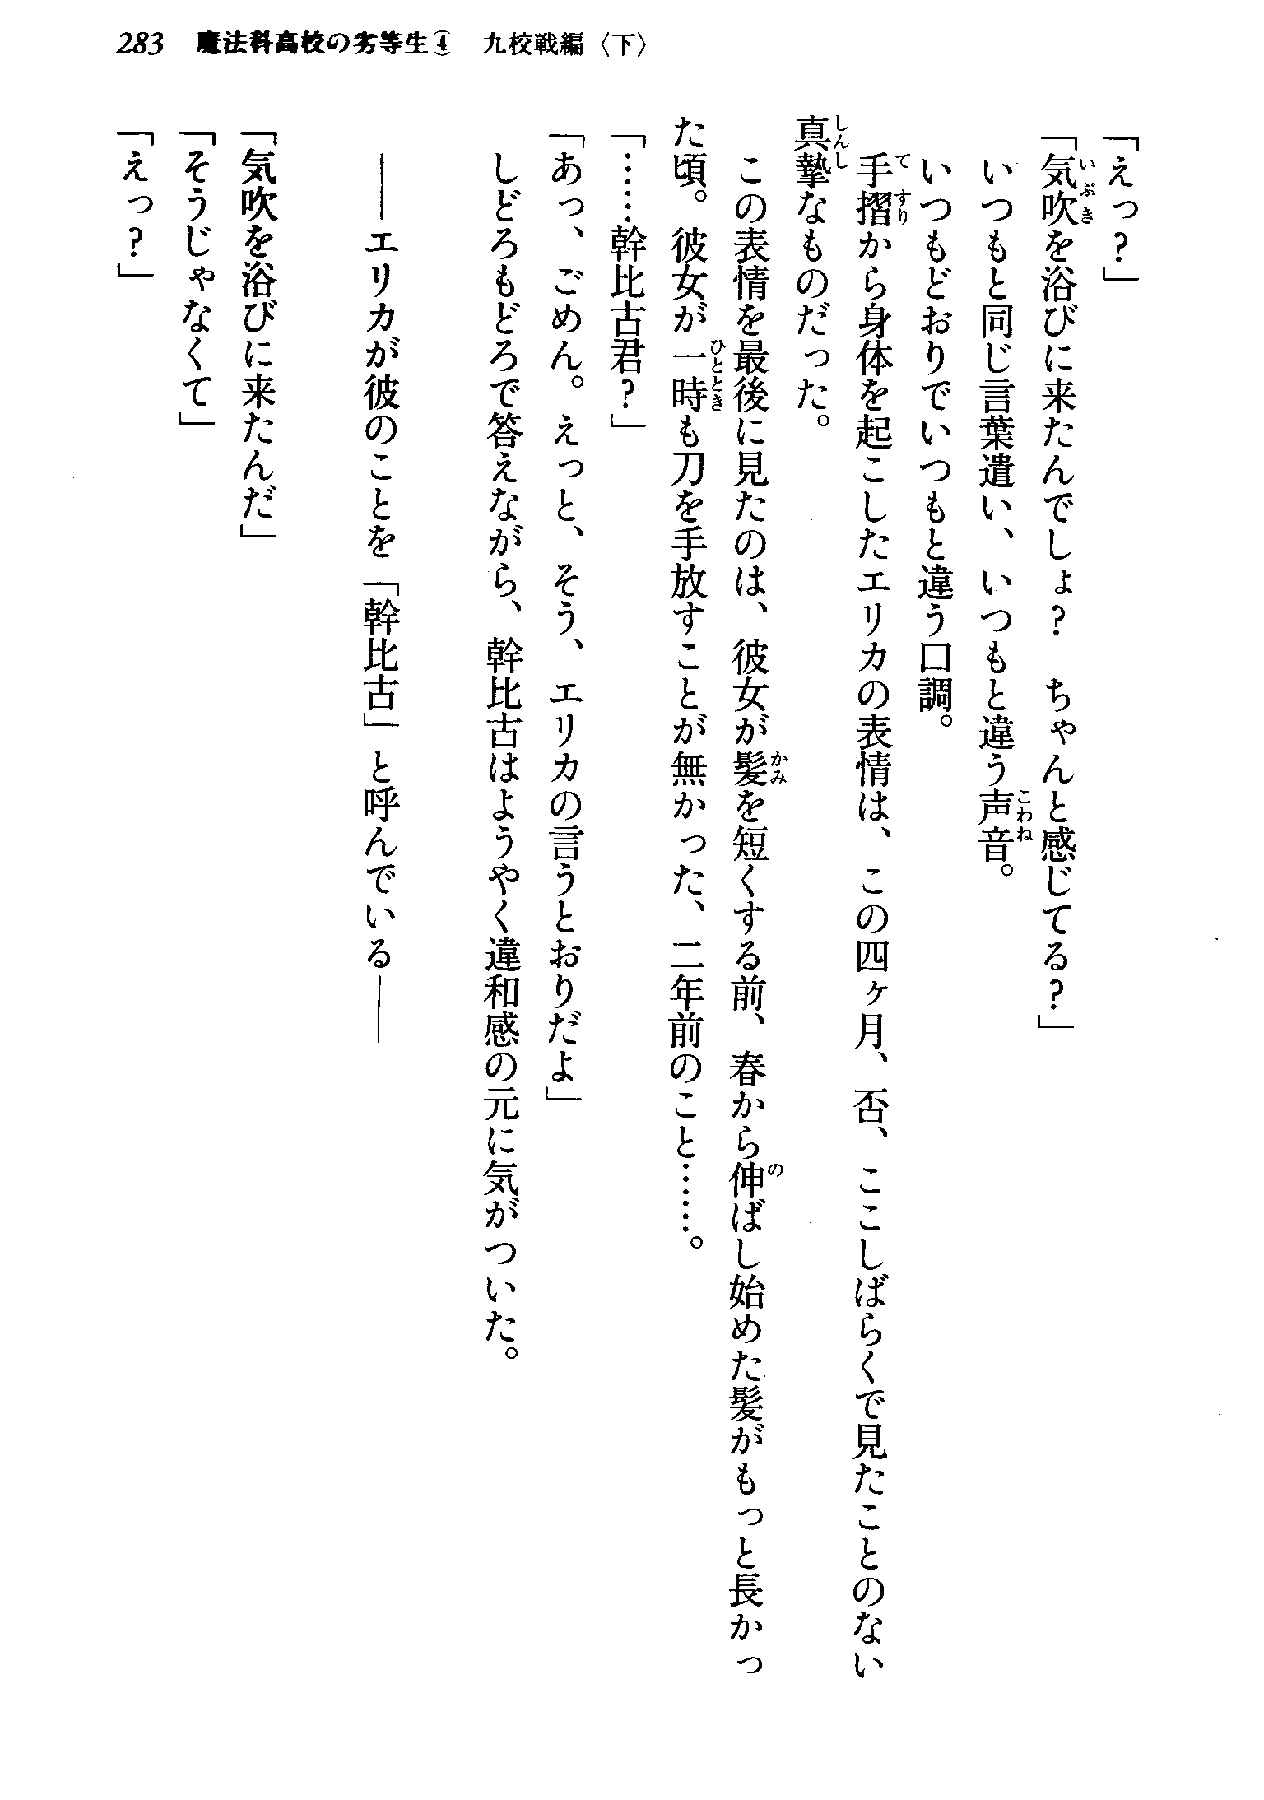 283　魔法科高校の劣等生④　九校戦編〈下〉
「えっ？」
「気吹を浴びに来たんでしょ？　ちゃんと感じてる？」
いつもと同じ言葉遣い、いつもと違う声音。
いつもどおりでいつもと違う口調。
手摺から身体を起こしたエリカの表情は、この四ヶ月、否、ここしばらくで見たことのない
真摯なものだった。
この表情を最後に見たのは、彼女が髪を短くする前、春から伸ばし始めた髪がもっと長かっ
た頃。彼女が一時も刀を手放すことが無かった、二年前のこと……。
「……幹比古君？」
「あっ、ごめん。えっと、そう、エリカの言うとおりだよ」
しどろもどろで答えながら、幹比古はようやく違和感の元に気がついた。
――エリカが彼のことを「幹比古」と呼んでいる――
「気吹を浴びに来たんだ」
「そうじゃなくて」
「えっ？」